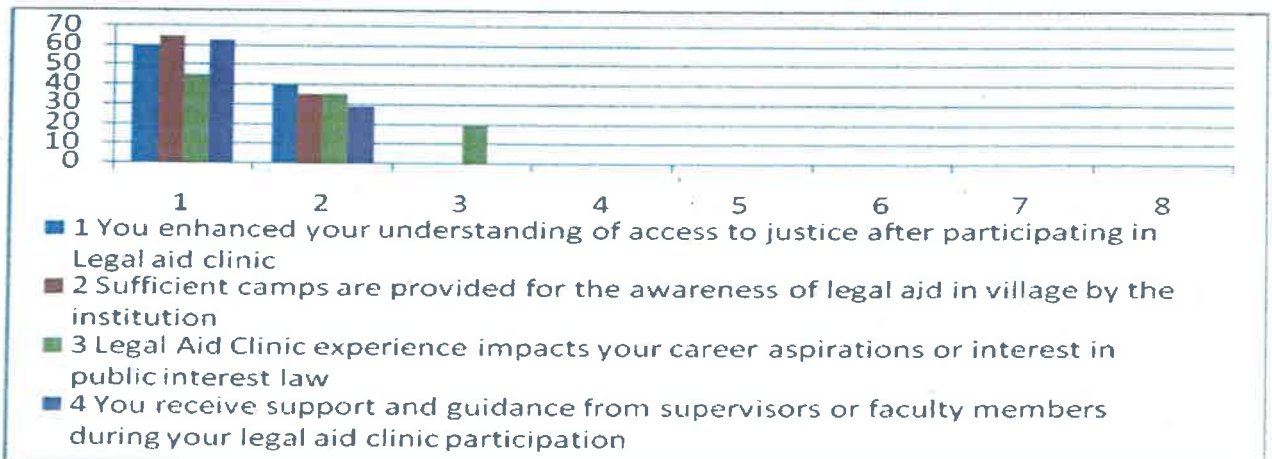 70
60
50
40
30
20
10
0
1 2 3 4 5 6 7 8
1 You enhanced your understanding of access to justice after participating in
Legal aid clinic
2 Sufficient camps are provided for the awareness of legal aid in village by the
institution
3 Legal Aid Clinic experience impacts your career aspirations or interest in
public interest law
4 You receive support and guidance from supervisors or faculty members
during your legal aid clinic participation